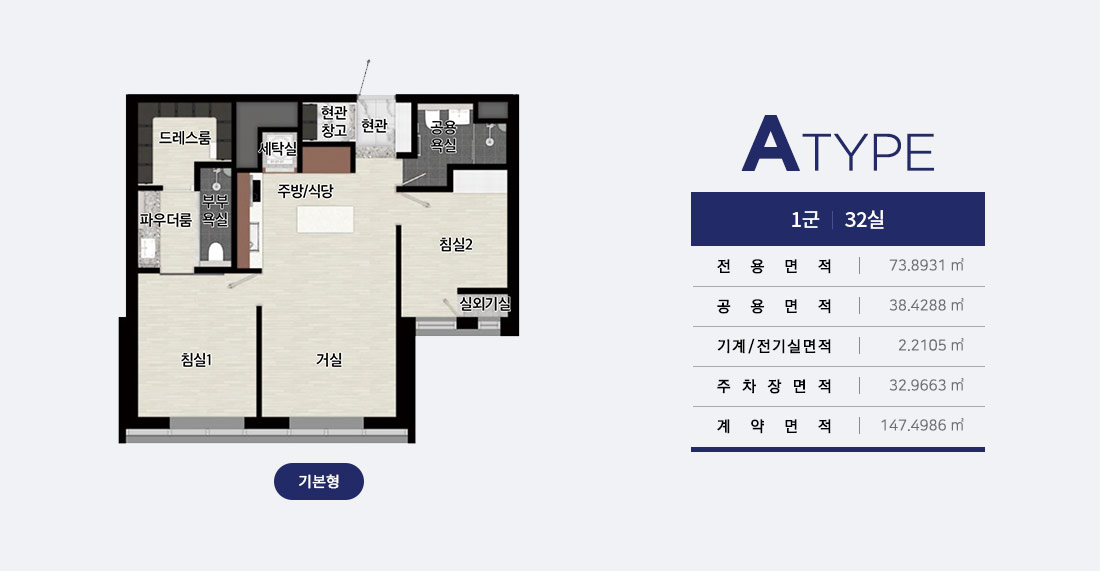 드레스룸
현관
창고
현관
공용
욕실
세탁실
주방/식당
부부
욕실
파우더룸
침실2
실외기실
침실1
거실
기본형
A TYPE
1군 | 32실
전용면적 | 73.8931 ㎡
공용면적 | 38.4288 ㎡
기계/전기실면적 | 2.2105 ㎡
주차장면적 | 32.9663 ㎡
계약면적 | 147.4986 ㎡